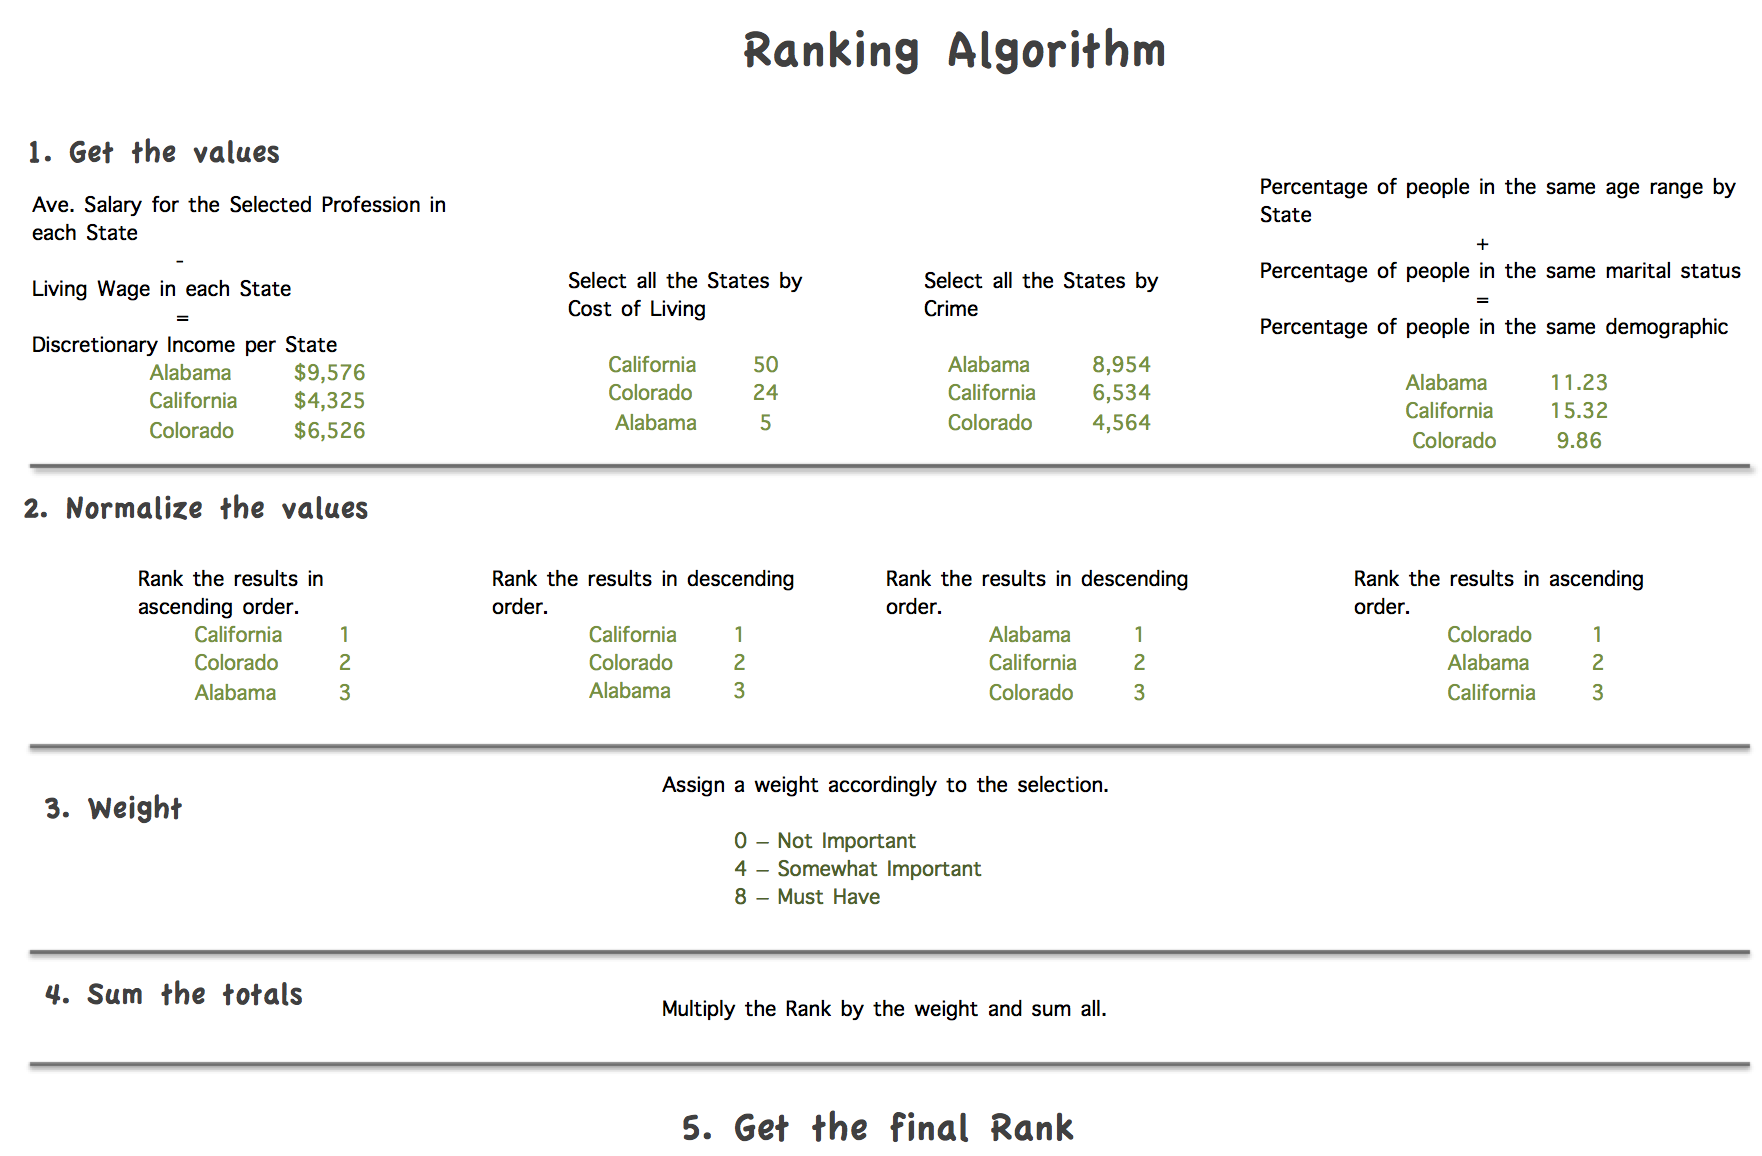 Ranking Algorithm
1. Get the values
Ave. Salary for the Selected Profession in
each State
-
Living Wage in each State
=
Discretionary Income per State
Alabama $9,576
California $4,325
Colorado $6,526
Select all the States by
Cost of Living
California 50
Colorado 24
Alabama 5
Select all the States by
Crime
Alabama 8,954
California 6,534
Colorado 4,564
Percentage of people in the same age range by
State
+
Percentage of people in the same marital status
=
Percentage of people in the same demographic
Alabama 11.23
California 15.32
Colorado 9.86
2. Normalize the values
Rank the results in
ascending order.
California 1
Colorado 2
Alabama 3
Rank the results in descending
order.
California 1
Colorado 2
Alabama 3
Rank the results in descending
order.
Alabama 1
California 2
Colorado 3
Rank the results in ascending
order.
Colorado 1
Alabama 2
California 3
3. Weight
Assign a weight accordingly to the selection.
0 – Not Important
4 – Somewhat Important
8 – Must Have
4. Sum the totals
Multiply the Rank by the weight and sum all.
5. Get the final Rank